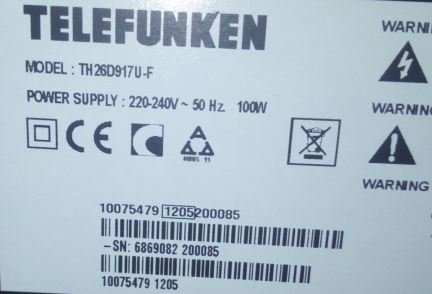 TELEFUNKEN
MODEL : TH26D917U-F
POWER SUPPLY : 220-240V ~ 50 Hz. 100W
WARNI
WARNING
WARNING
10075479 1205 200085
-SN: 6869082 200085
10075479 1205